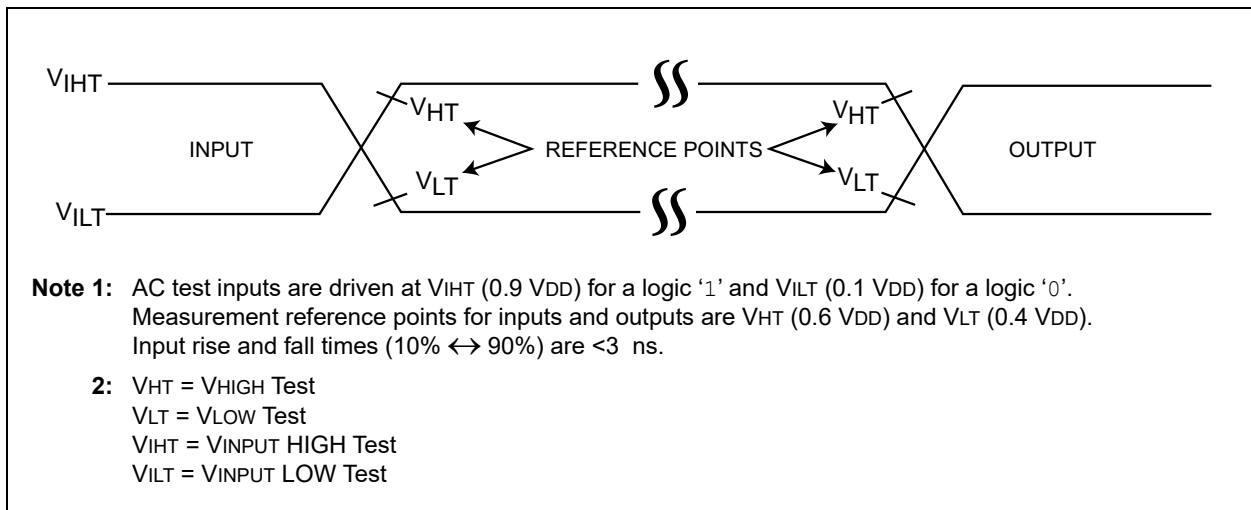 VIHT
VHT
VHT
INPUT
REFERENCE POINTS
OUTPUT
VLT
VLT
VILT
Note 1: AC test inputs are driven at VIHT (0.9 VDD) for a logic ‘1’ and VILT (0.1 VDD) for a logic ‘0’.
Measurement reference points for inputs and outputs are VHT (0.6 VDD) and VLT (0.4 VDD).
Input rise and fall times (10% ↔ 90%) are <3 ns.
2: VHT = VHIGH Test
VLT = VLOW Test
VIHT = VINPUT HIGH Test
VILT = VINPUT LOW Test